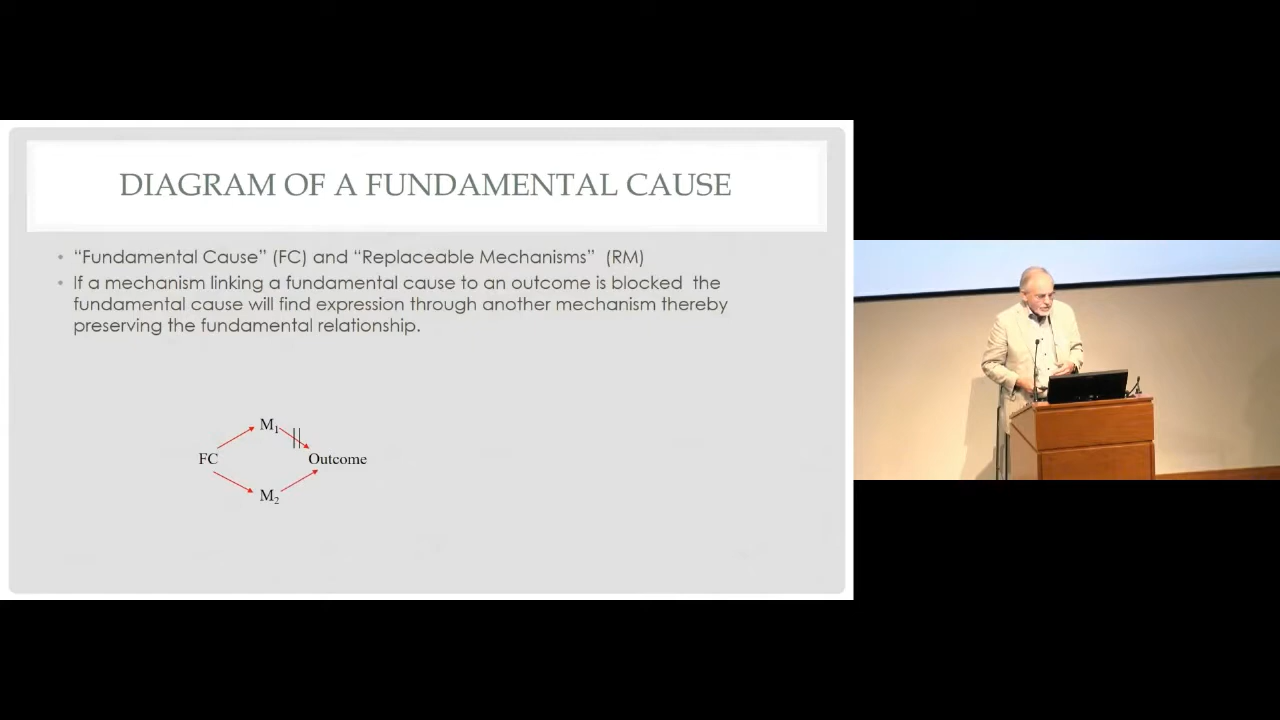 DIAGRAM OF A FUNDAMENTAL CAUSE
• “Fundamental Cause” (FC) and “Replaceable Mechanisms” (RM)
• If a mechanism linking a fundamental cause to an outcome is blocked the
fundamental cause will find expression through another mechanism thereby
preserving the fundamental relationship.
M₁
FC Outcome
M₂